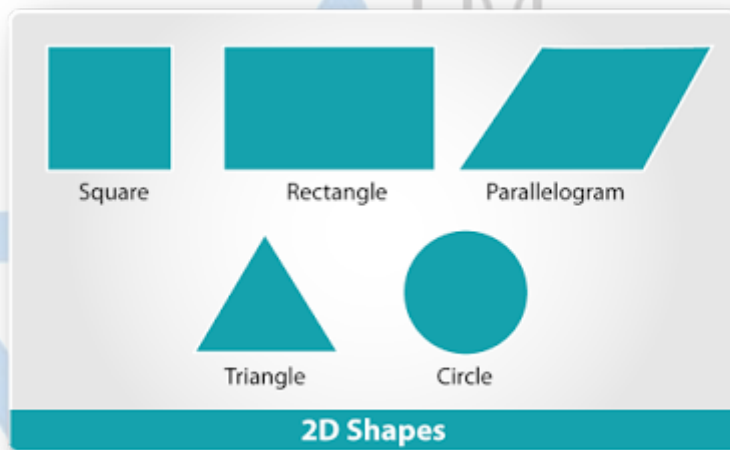 Square
Rectangle
Parallelogram
Triangle
Circle
2D Shapes